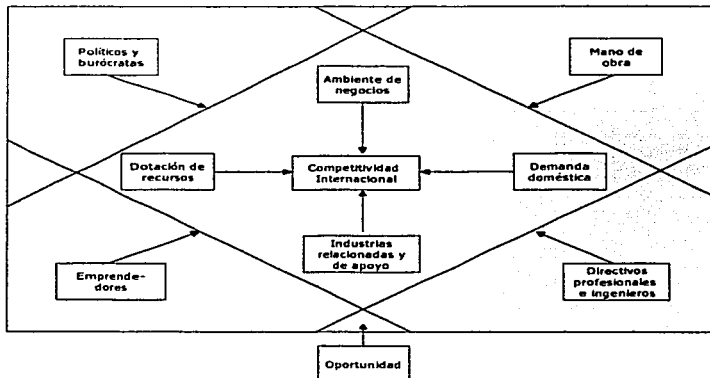 Políticos y
burócratas
Mano de
obra
Ambiente de
negocios
Dotación de
recursos
Competitividad
Internacional
Demanda
doméstica
Industrias
relacionadas y
de apoyo
Emprende-
dores
Directivos
profesionales
e ingenieros
Oportunidad